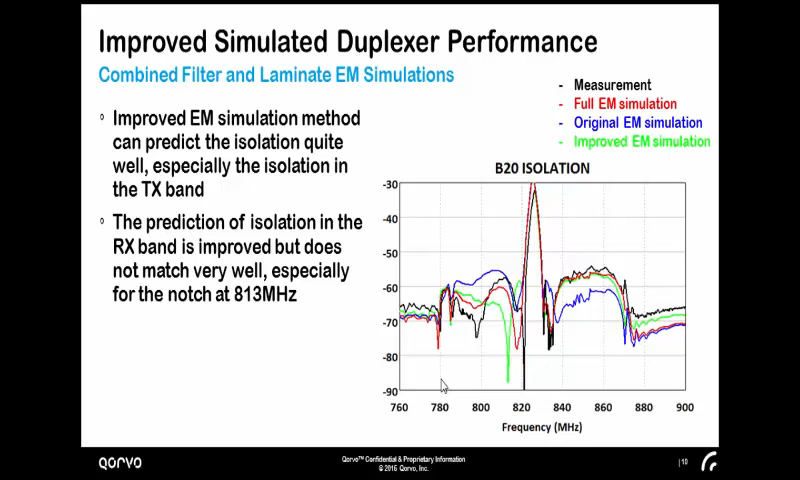 Improved Simulated Duplexer Performance
Combined Filter and Laminate EM Simulations
- Measurement
- Full EM simulation
- Original EM simulation
- Improved EM simulation
° Improved EM simulation method
can predict the isolation quite
well, especially the isolation in
the TX band
° The prediction of isolation in the
RX band is improved but does
not match very well, especially
for the notch at 813MHz
B20 ISOLATION
-30
-40
-50
-60
-70
-80
-90
760 780 800 820 840 860 880 900
Frequency (MHz)
QORVO
Qorvo™ Confidential & Proprietary Information
© 2016 Qorvo, Inc.
| 10